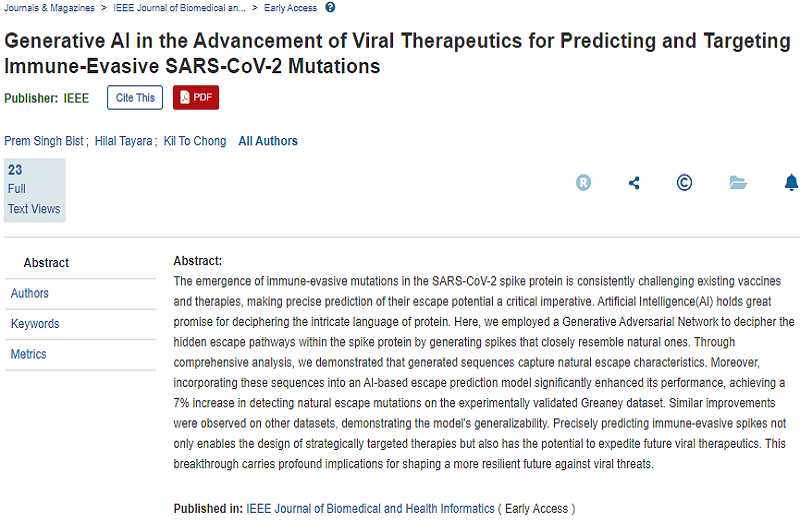 Journals & Magazines > IEEE Journal of Biomedical an... > Early Access ?
Generative AI in the Advancement of Viral Therapeutics for Predicting and Targeting
Immune-Evasive SARS-CoV-2 Mutations
Publisher: IEEE Cite This PDF
Prem Singh Bist ; Hilal Tayara ; Kil To Chong All Authors
23
Full
Text Views
R ©
Abstract
Authors
Keywords
Metrics
Abstract:
The emergence of immune-evasive mutations in the SARS-CoV-2 spike protein is consistently challenging existing vaccines
and therapies, making precise prediction of their escape potential a critical imperative. Artificial Intelligence(AI) holds great
promise for deciphering the intricate language of protein. Here, we employed a Generative Adversarial Network to decipher the
hidden escape pathways within the spike protein by generating spikes that closely resemble natural ones. Through
comprehensive analysis, we demonstrated that generated sequences capture natural escape characteristics. Moreover,
incorporating these sequences into an AI-based escape prediction model significantly enhanced its performance, achieving a
7% increase in detecting natural escape mutations on the experimentally validated Greaney dataset. Similar improvements
were observed on other datasets, demonstrating the model's generalizability. Precisely predicting immune-evasive spikes not
only enables the design of strategically targeted therapies but also has the potential to expedite future viral therapeutics. This
breakthrough carries profound implications for shaping a more resilient future against viral threats.
Published in: IEEE Journal of Biomedical and Health Informatics ( Early Access )